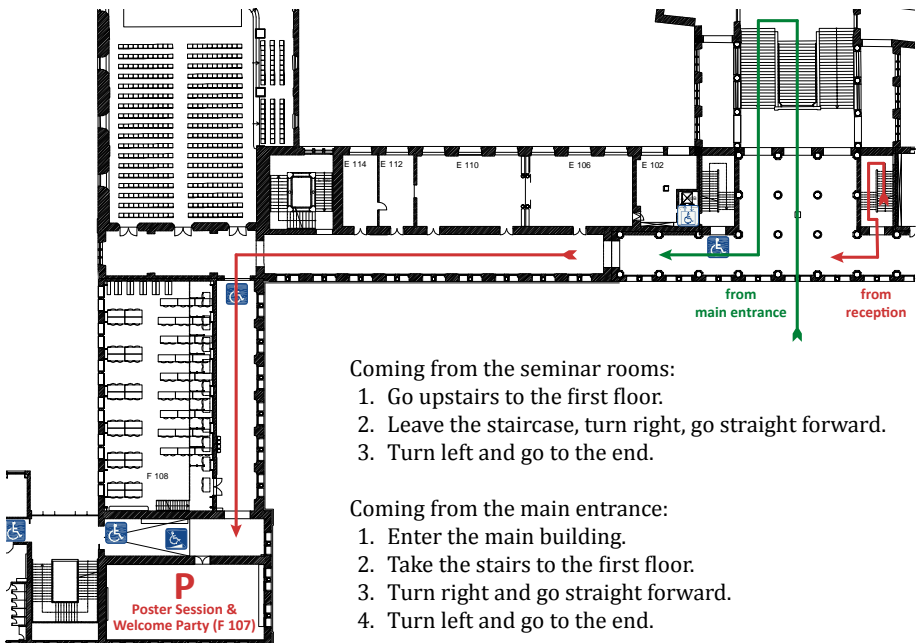 E 114
E 112
E 110
E 106
E 102
from
main entrance
from
reception
Coming from the seminar rooms:
1. Go upstairs to the first floor.
2. Leave the staircase, turn right, go straight forward.
3. Turn left and go to the end.
F 108
Coming from the main entrance:
1. Enter the main building.
2. Take the stairs to the first floor.
3. Turn right and go straight forward.
4. Turn left and go to the end.
P
Poster Session &
Welcome Party (F 107)